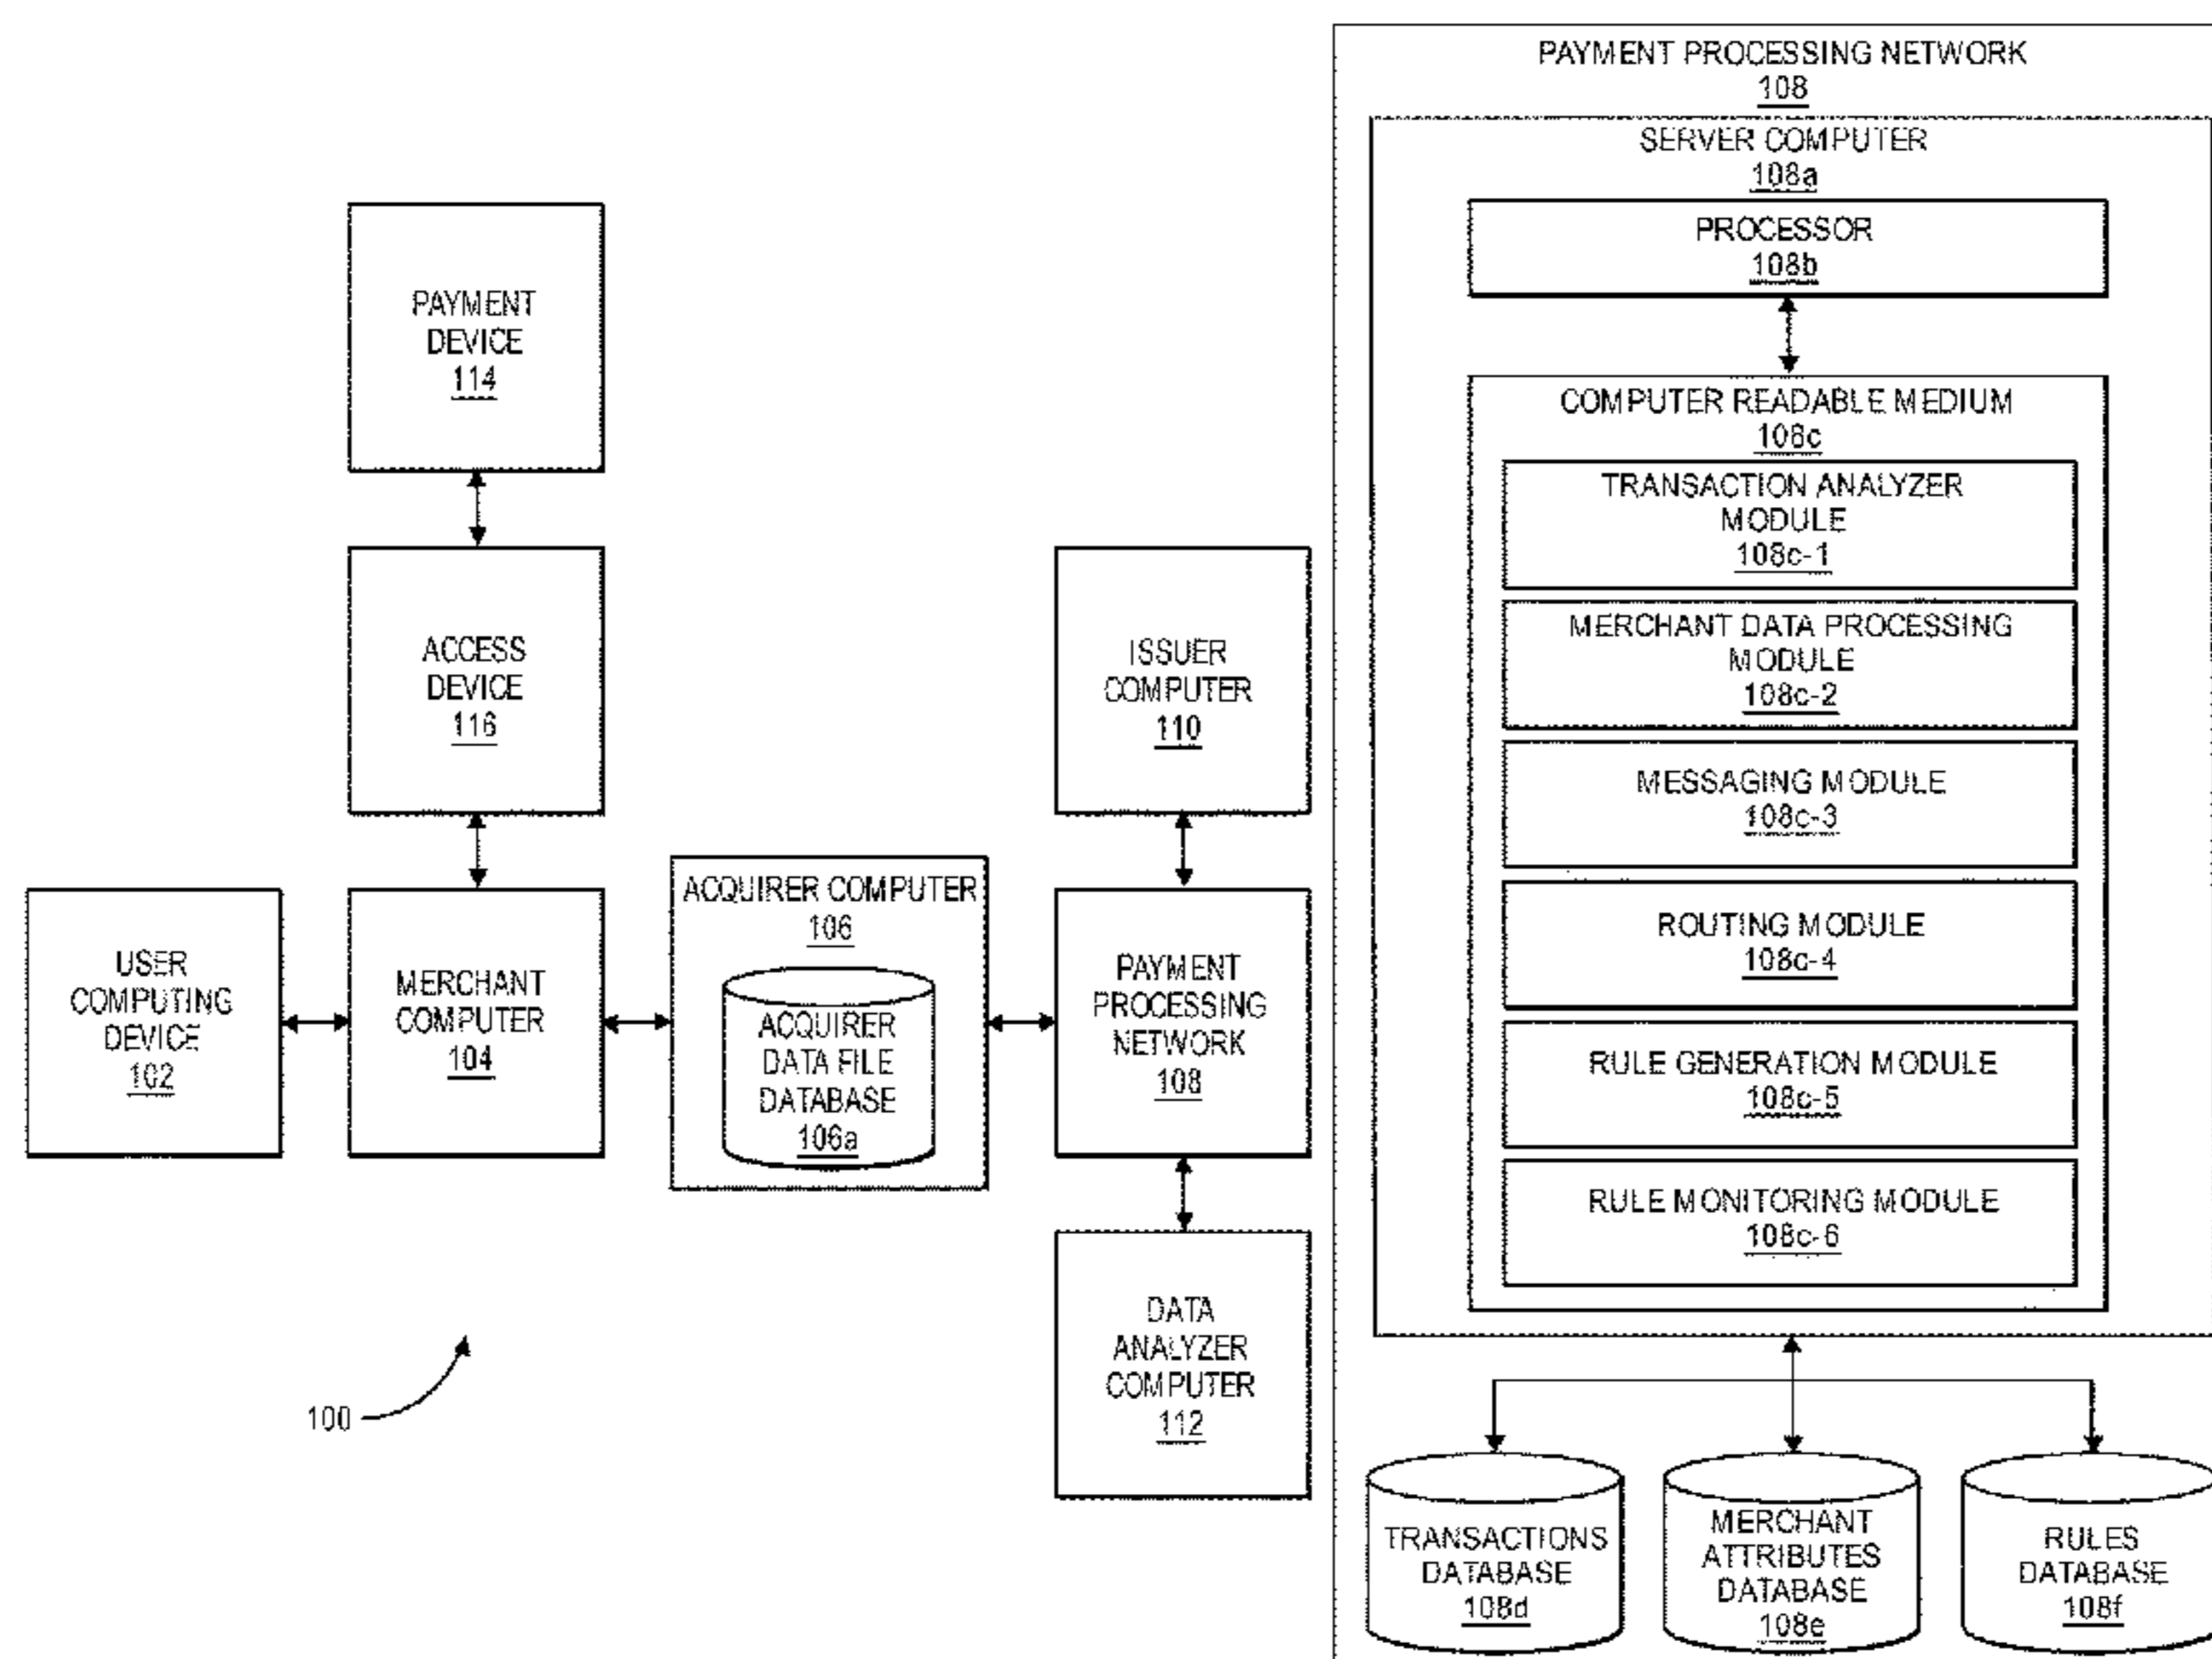 PAYMENT
DEVICE
114
ACCESS
DEVICE
116
USER
COMPUTING
DEVICE
102
MERCHANT
COMPUTER
104
ACQUIRER COMPUTER
106
ACQUIRER
DATA FILE
DATABASE
106a
ISSUER
COMPUTER
110
PAYMENT
PROCESSING
NETWORK
108
DATA
ANALYZER
COMPUTER
112
100
PAYMENT PROCESSING NETWORK
108
SERVER COMPUTER
108a
PROCESSOR
108b
COMPUTER READABLE MEDIUM
108c
TRANSACTION ANALYZER
MODULE
108c-1
MERCHANT DATA PROCESSING
MODULE
108c-2
MESSAGING MODULE
108c-3
ROUTING MODULE
108c-4
RULE GENERATION MODULE
108c-5
RULE MONITORING MODULE
108c-6
TRANSACTIONS
DATABASE
108d
MERCHANT
ATTRIBUTES
DATABASE
108e
RULES
DATABASE
108f